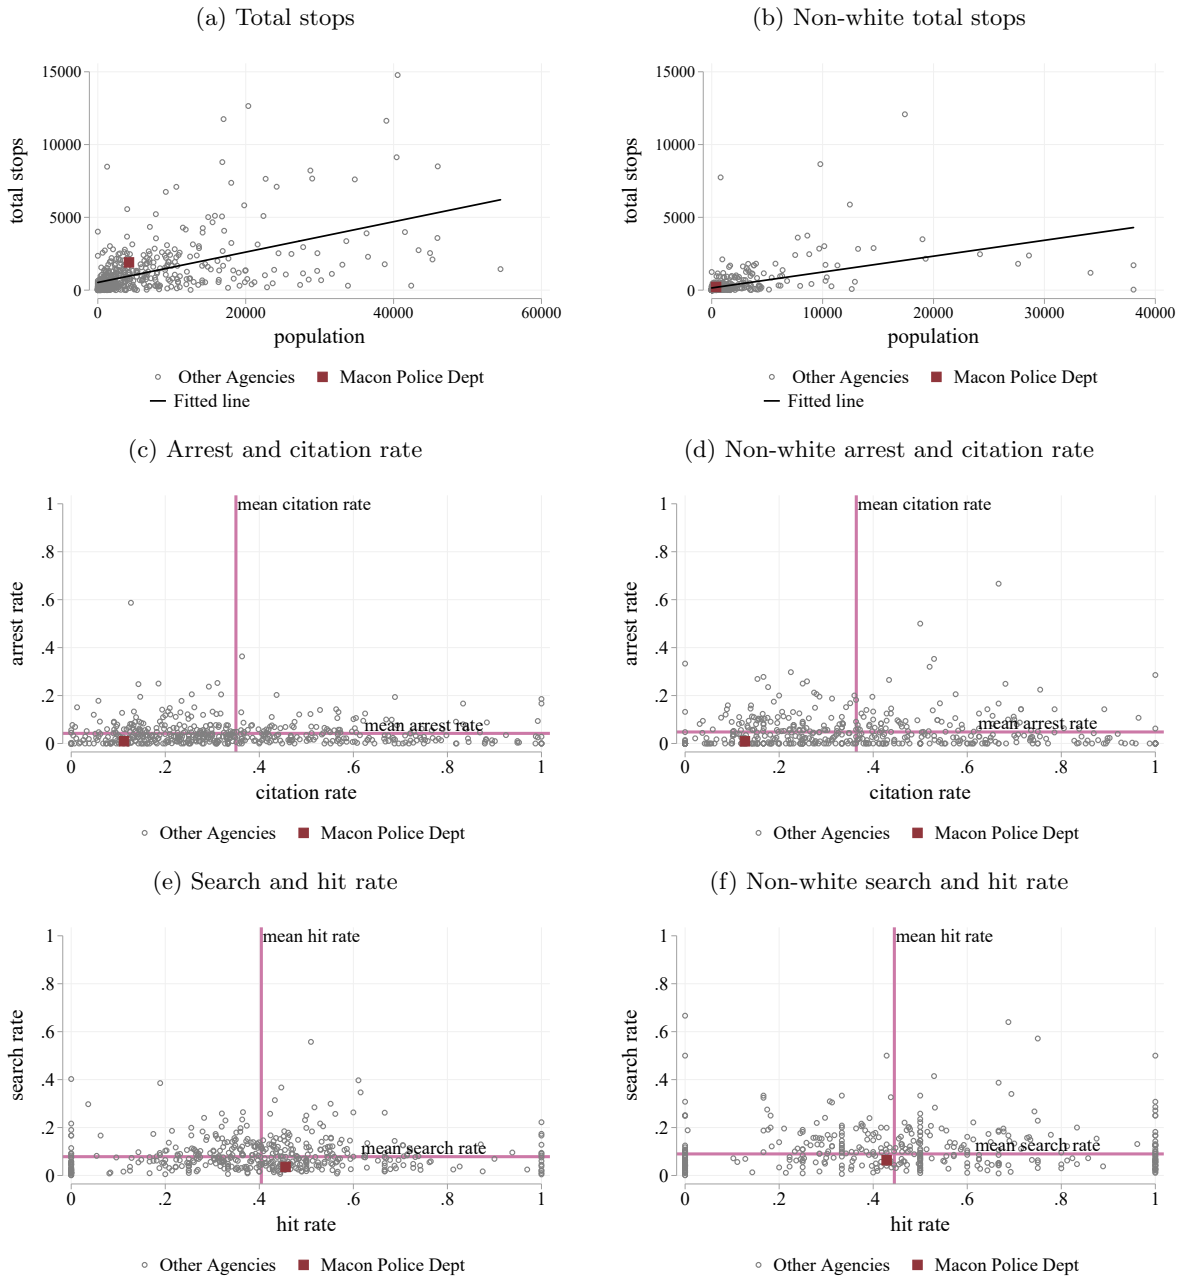 (a) Total stops
(b) Non-white total stops
total stops
15000
10000
5000
0
0 20000 40000 60000
population
Other Agencies Macon Police Dept
Fitted line
total stops
15000
10000
5000
0
0 10000 20000 30000 40000
population
Other Agencies Macon Police Dept
Fitted line
(c) Arrest and citation rate
(d) Non-white arrest and citation rate
arrest rate
1
.8
.6
.4
.2
0
mean citation rate
mean arrest rate
0 .2 .4 .6 .8 1
citation rate
Other Agencies Macon Police Dept
arrest rate
1
.8
.6
.4
.2
0
mean citation rate
mean arrest rate
0 .2 .4 .6 .8 1
citation rate
Other Agencies Macon Police Dept
(e) Search and hit rate
(f) Non-white search and hit rate
search rate
1
.8
.6
.4
.2
0
mean hit rate
mean search rate
0 .2 .4 .6 .8 1
hit rate
Other Agencies Macon Police Dept
search rate
1
.8
.6
.4
.2
0
mean hit rate
mean search rate
0 .2 .4 .6 .8 1
hit rate
Other Agencies Macon Police Dept